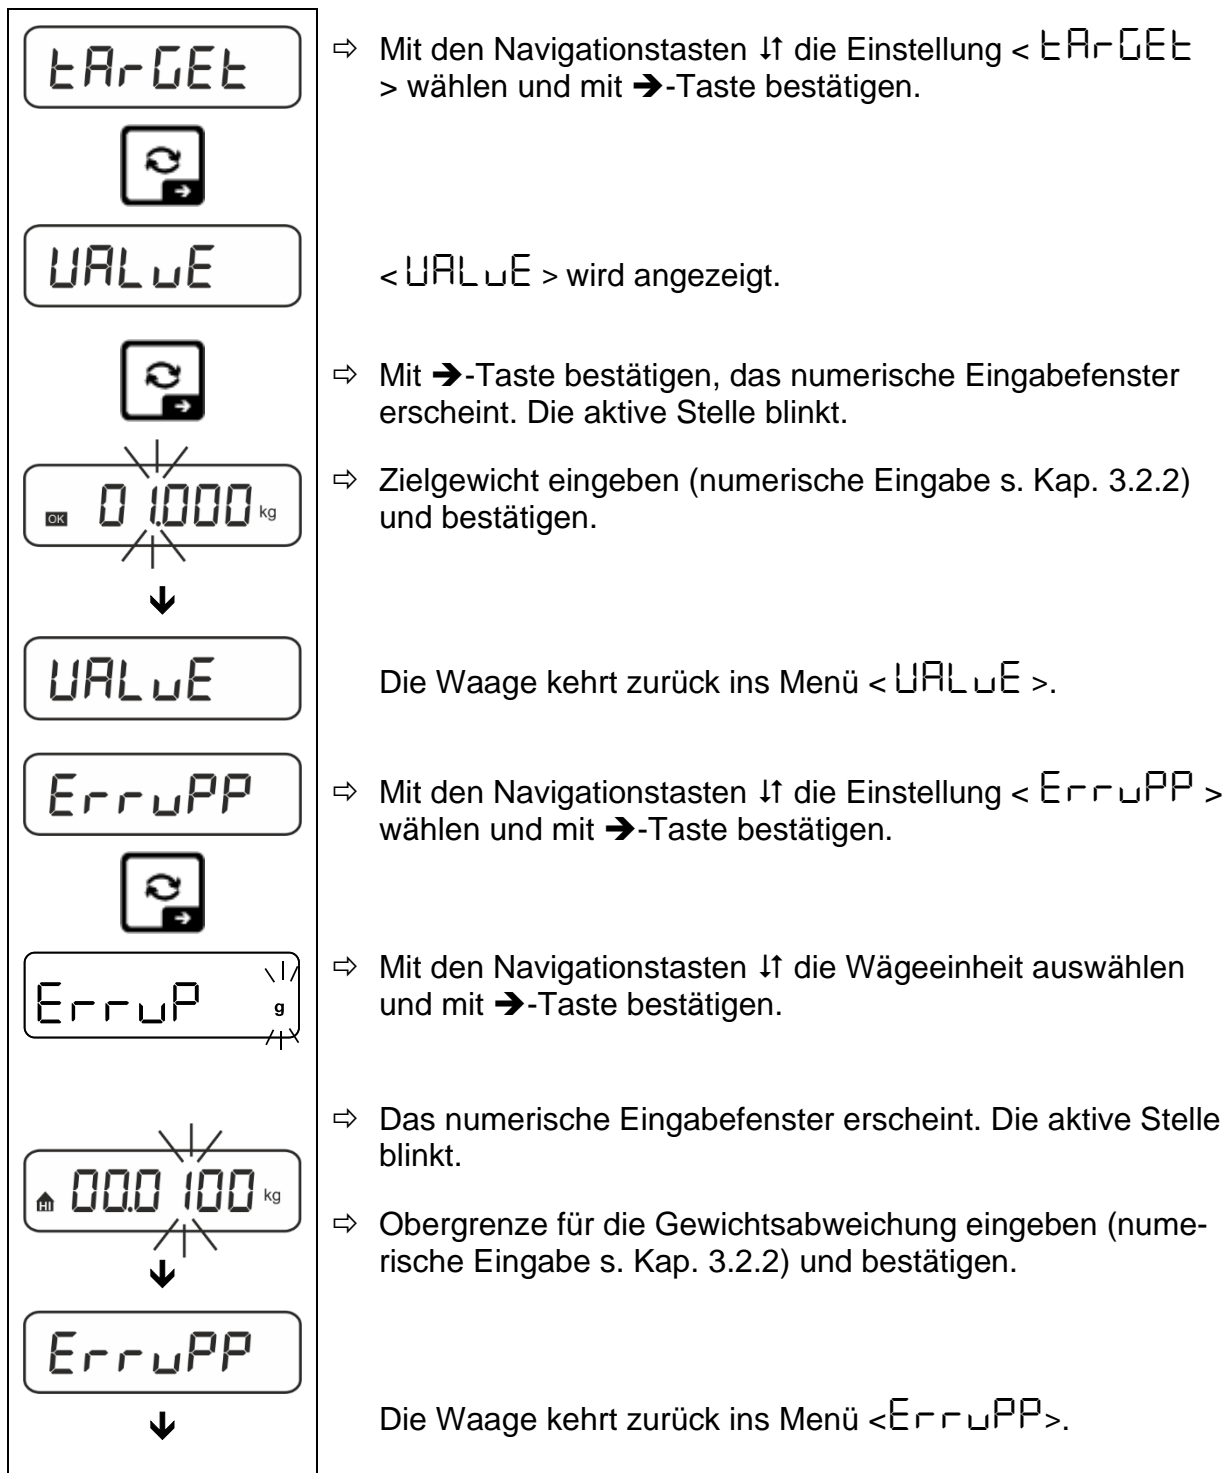 tArGEt
⇨ Mit den Navigationstasten ↓↑ die Einstellung < tArGEt
> wählen und mit ➔-Taste bestätigen.
VALuE
< VALuE > wird angezeigt.
⇨ Mit ➔-Taste bestätigen, das numerische Eingabefenster
erscheint. Die aktive Stelle blinkt.
OK 01.000 kg
⇨ Zielgewicht eingeben (numerische Eingabe s. Kap. 3.2.2)
und bestätigen.
VALuE
Die Waage kehrt zurück ins Menü < VALuE >.
ErruPP
⇨ Mit den Navigationstasten ↓↑ die Einstellung < ErruPP >
wählen und mit ➔-Taste bestätigen.
ErruP g
⇨ Mit den Navigationstasten ↓↑ die Wägeeinheit auswählen
und mit ➔-Taste bestätigen.
⇨ Das numerische Eingabefenster erscheint. Die aktive Stelle
blinkt.
HI 00.0100 kg
⇨ Obergrenze für die Gewichtsabweichung eingeben (nume-
rische Eingabe s. Kap. 3.2.2) und bestätigen.
ErruPP
Die Waage kehrt zurück ins Menü <ErruPP>.